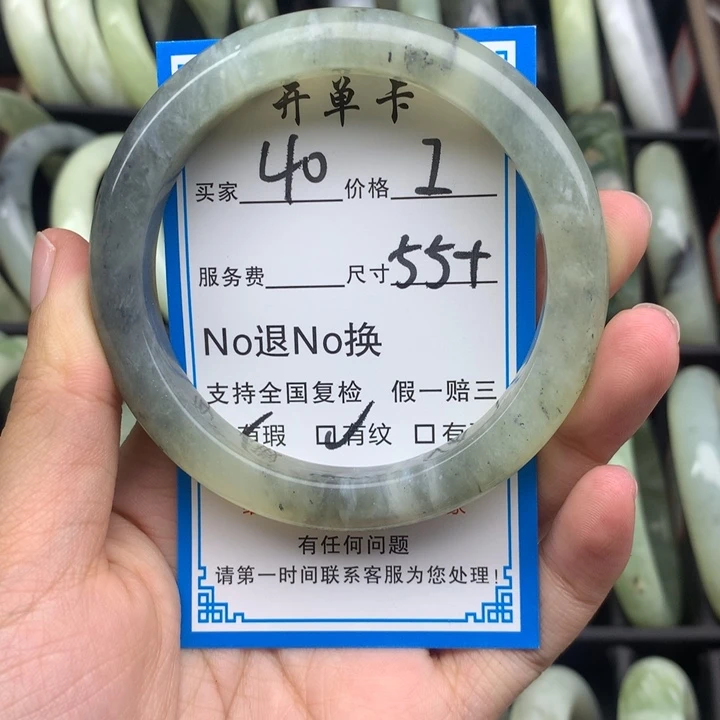 开单卡
买家 40 价格 1
服务费 尺寸 55+
No退No换
支持全国复检 假一赔三
有瑕 有纹 有
有任何问题
请第一时间联系客服为您处理!